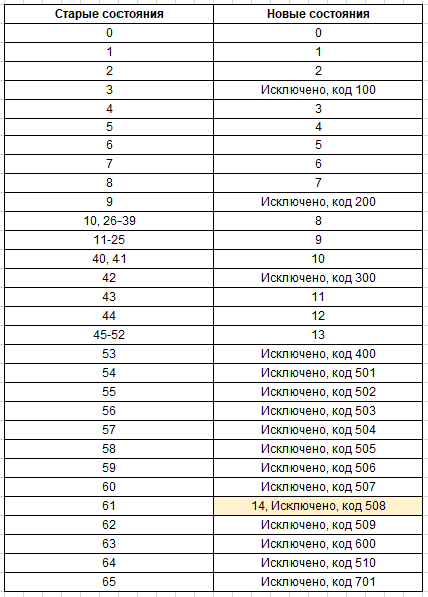 Старые состояния Новые состояния
0 0
1 1
2 2
3 Исключено, код 100
4 3
5 4
6 5
7 6
8 7
9 Исключено, код 200
10, 26-39 8
11-25 9
40, 41 10
42 Исключено, код 300
43 11
44 12
45-52 13
53 Исключено, код 400
54 Исключено, код 501
55 Исключено, код 502
56 Исключено, код 503
57 Исключено, код 504
58 Исключено, код 505
59 Исключено, код 506
60 Исключено, код 507
61 14, Исключено, код 508
62 Исключено, код 509
63 Исключено, код 600
64 Исключено, код 510
65 Исключено, код 701